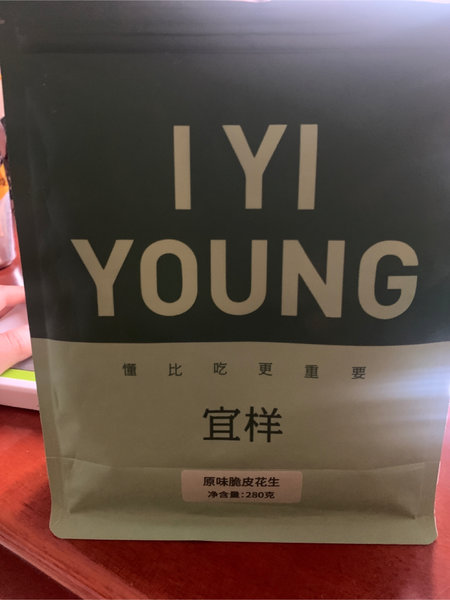 I YI
YOUNG
懂比吃更重要
宜样
原味脆皮花生
净含量:280克